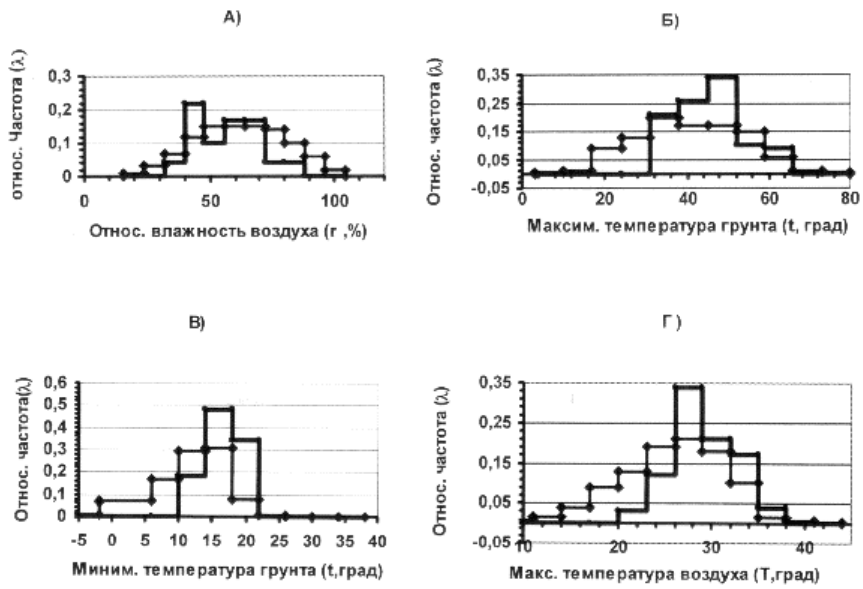 А)
относ. Частота (λ)
0,3
0,2
0,1
0
0 50 100
Относ. влажность воздуха (r ,%)
Б)
Относ. частота (λ)
0,35
0,25
0,15
0,05
-0,05
0 20 40 60 80
Максим. температура грунта (t, град)
В)
Относ. частота(λ)
0,6
0,5
0,4
0,3
0,2
0,1
0
-5 0 5 10 15 20 25 30 35 40
Миним. температура грунта (t,град)
Г )
Относ. частота (λ)
0,35
0,25
0,15
0,05
-0,05
10 20 30 40
Макс. температура воздуха (Т,град)